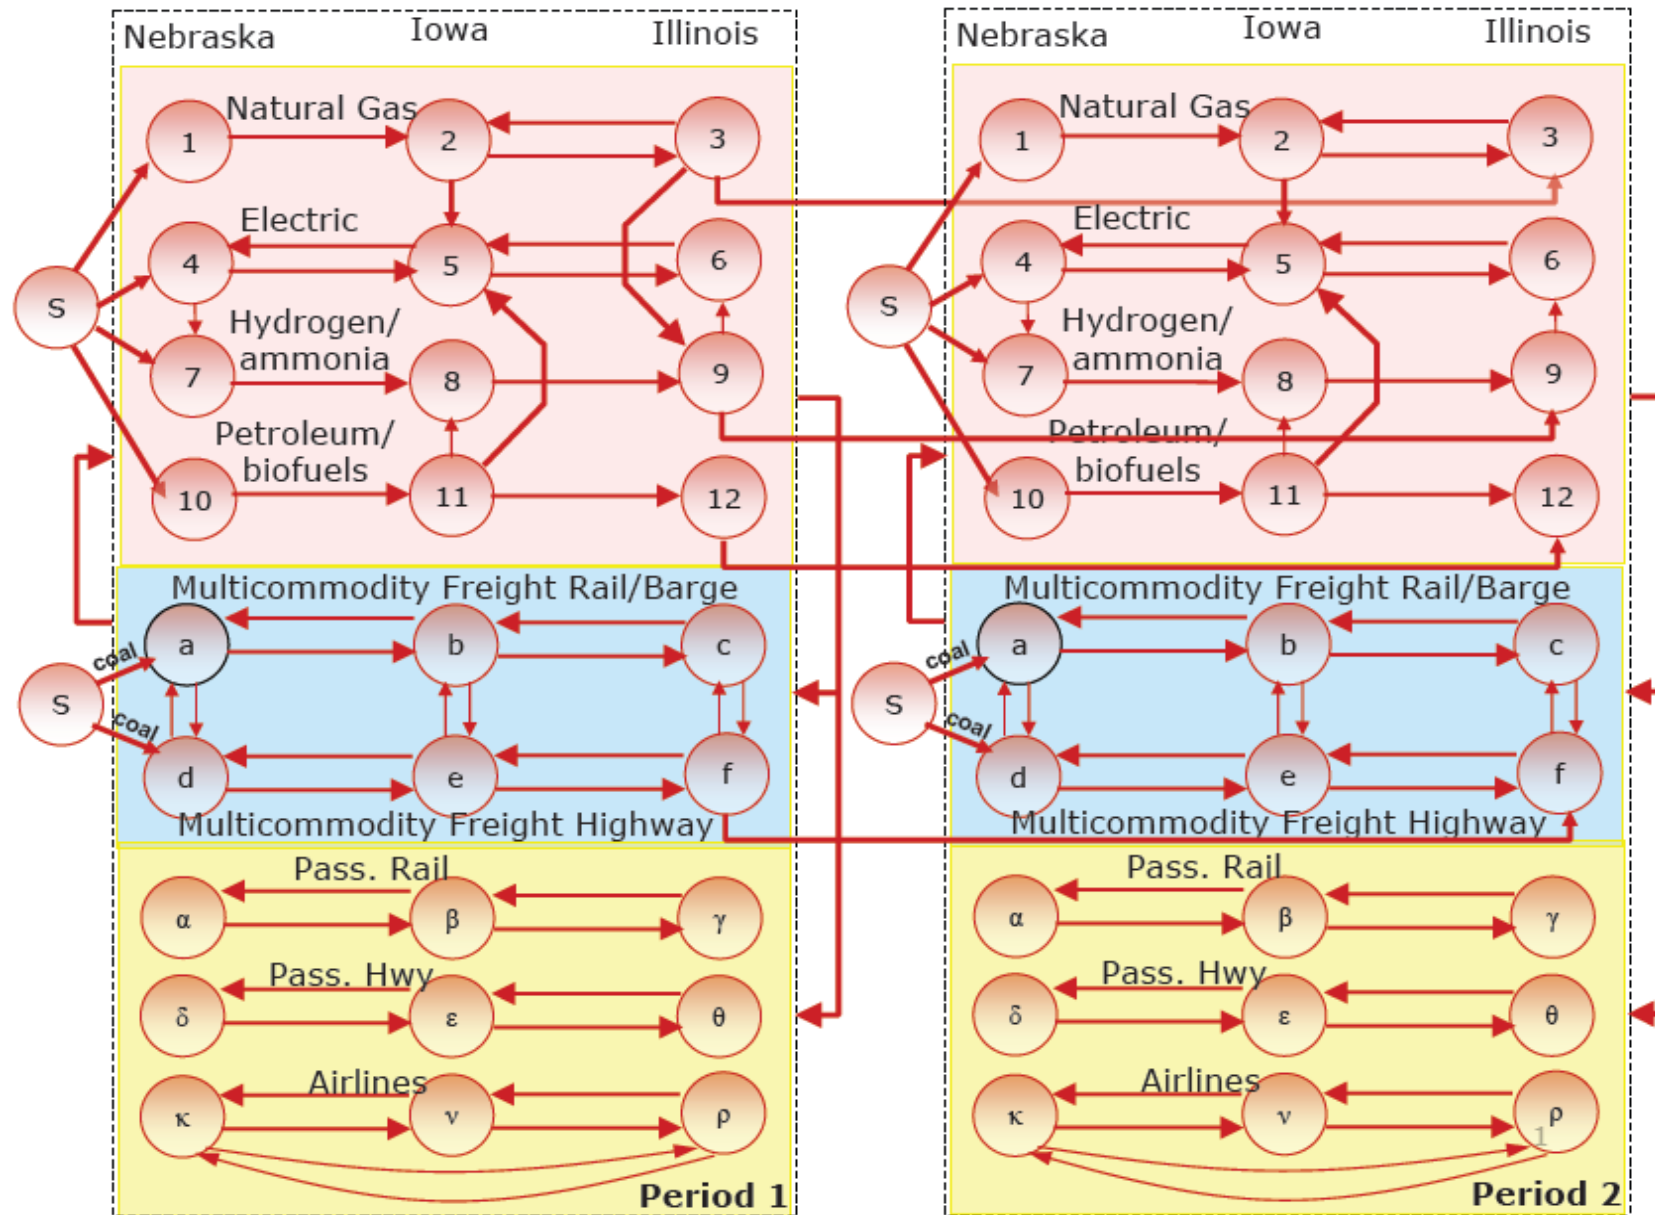 Nebraska Iowa Illinois
Natural Gas
1 2 3
Electric
4 5 6
S
Hydrogen/
ammonia
7 8 9
Petroleum/
biofuels
10 11 12
Multicommodity Freight Rail/Barge
coal
a b c
S
coal
d e f
Multicommodity Freight Highway
Pass. Rail
α β γ
Pass. Hwy
δ ε θ
Airlines
κ ν ρ
Period 1
Nebraska Iowa Illinois
Natural Gas
1 2 3
Electric
4 5 6
S
Hydrogen/
ammonia
7 8 9
Petroleum/
biofuels
10 11 12
Multicommodity Freight Rail/Barge
coal
a b c
S
coal
d e f
Multicommodity Freight Highway
Pass. Rail
α β γ
Pass. Hwy
δ ε θ
Airlines
κ ν ρ
1
Period 2